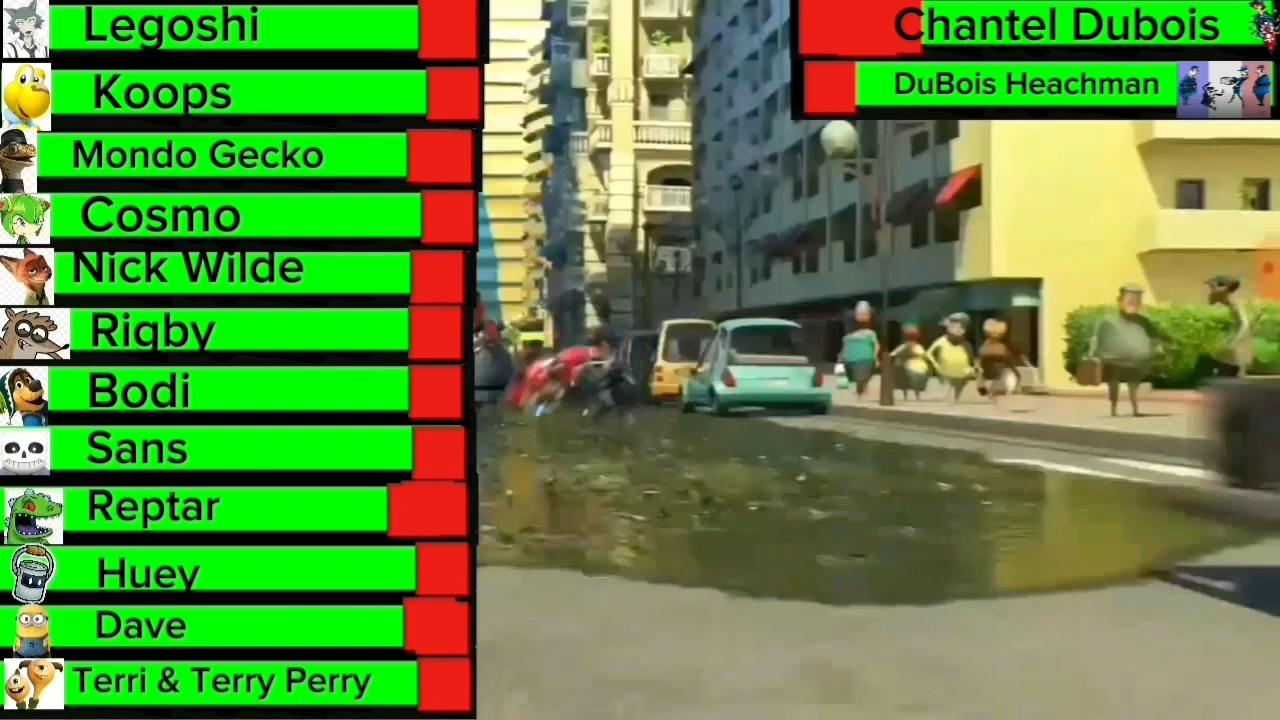 Legoshi
Koops
Mondo Gecko
Cosmo
Nick Wilde
Rigby
Bodi
Sans
Reptar
Huey
Dave
Terri & Terry Perry
Chantel Dubois
DuBois Heachman